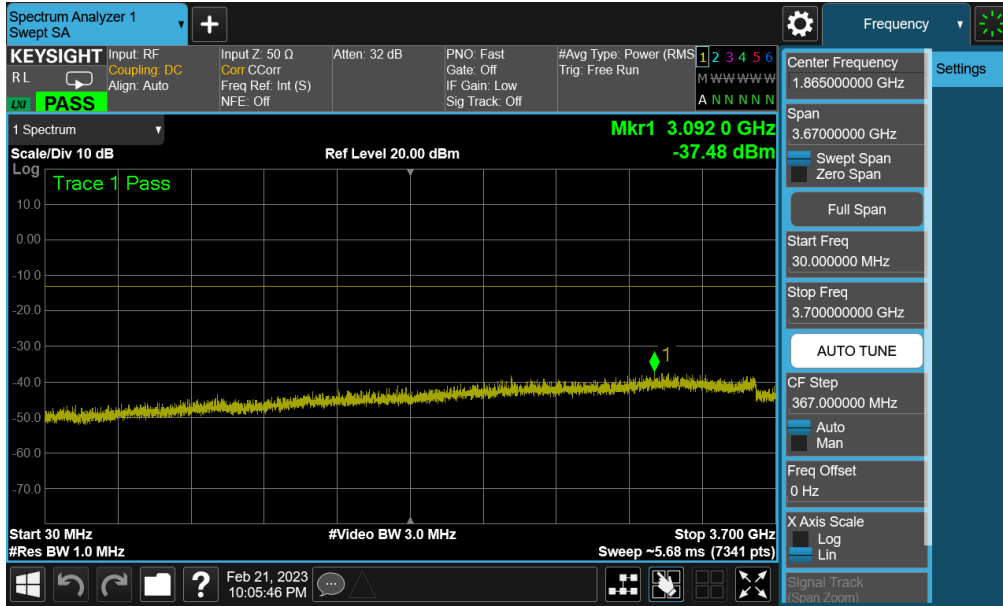 Spectrum Analyzer 1
Swept SA
Frequency
KEYSIGHT
R L
LXI
PASS
Input: RF
Coupling: DC
Align: Auto
Input Z: 50 Ω
Corr CCorr
Freq Ref: Int (S)
NFE: Off
Atten: 32 dB
PNO: Fast
Gate: Off
IF Gain: Low
Sig Track: Off
#Avg Type: Power (RMS
Trig: Free Run
1 2 3 4 5 6
M W W W W W
A N N N N N
1 Spectrum
Mkr1 3.092 0 GHz
Scale/Div 10 dB
Ref Level 20.00 dBm
-37.48 dBm
Log
Trace 1 Pass
10.0
0.00
-10.0
-20.0
-30.0
1
-40.0
-50.0
-60.0
-70.0
Start 30 MHz
#Video BW 3.0 MHz
Stop 3.700 GHz
#Res BW 1.0 MHz
Sweep ~5.68 ms (7341 pts)
Center Frequency
1.865000000 GHz
Span
3.67000000 GHz
Swept Span
Zero Span
Full Span
Start Freq
30.000000 MHz
Stop Freq
3.700000000 GHz
AUTO TUNE
CF Step
367.000000 MHz
Auto
Man
Freq Offset
0 Hz
X Axis Scale
Log
Lin
Signal Track
(Span Zoom)
Settings
?
Feb 21, 2023
10:05:46 PM